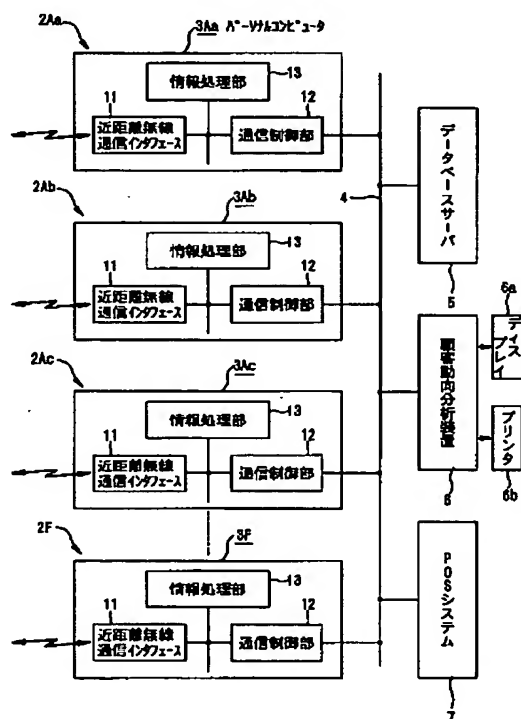 2Aa
3Aa パーソナルコンピュータ
情報処理部
13
11
近距離無線
通信インタフェース
12
通信制御部
2Ab
3Ab
情報処理部
13
11
近距離無線
通信インタフェース
12
通信制御部
2Ac
3Ac
情報処理部
13
11
近距離無線
通信インタフェース
12
通信制御部
2F
3F
情報処理部
13
11
近距離無線
通信インタフェース
12
通信制御部
4
データベースサーバ
5
顧客動向分析装置
6
6a
ディス
プレイ
プリンタ
6b
POSシステム
7